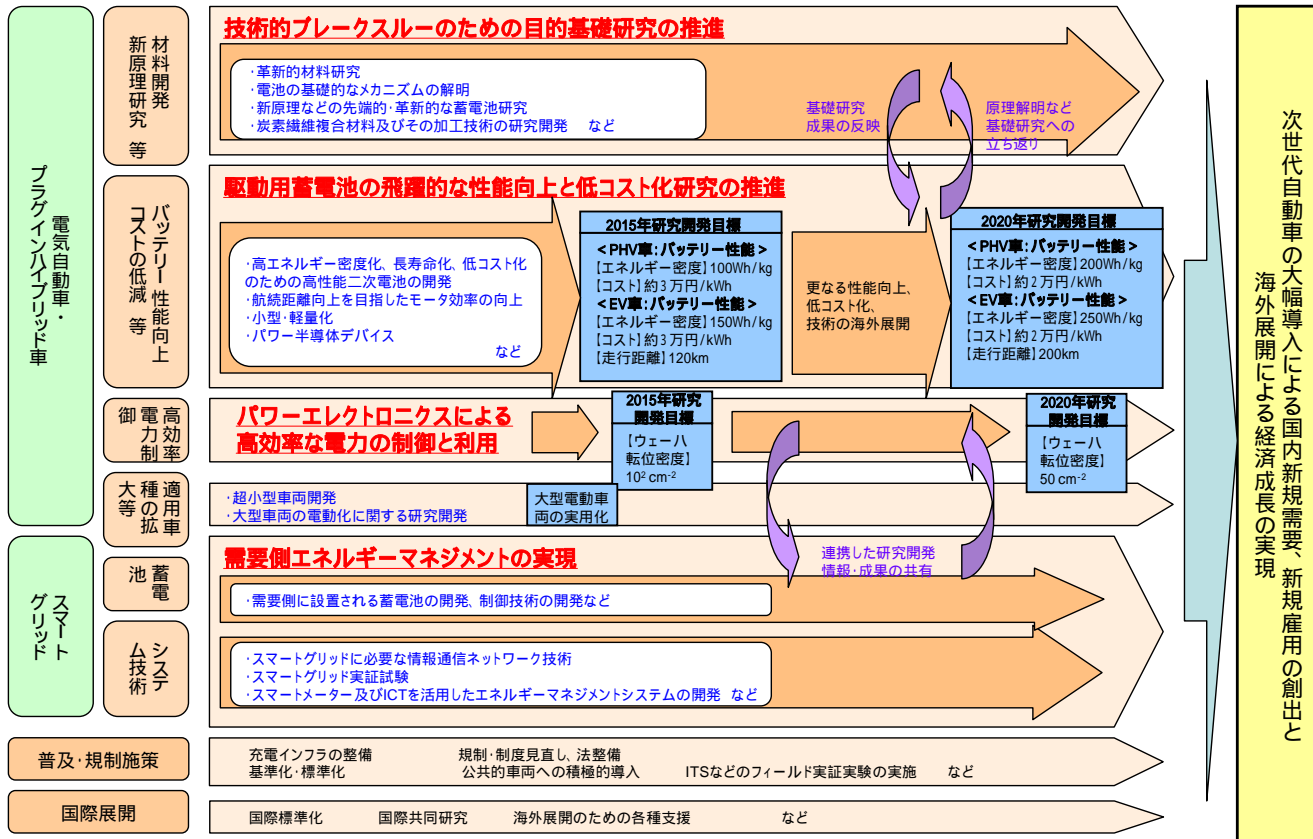 電気自動車・
プラグインハイブリッド車
材料開発
新原理研究 等
技術的ブレークスルーのための目的基礎研究の推進
・革新的材料研究
・電池の基礎的なメカニズムの解明
・新原理などの先端的・革新的な蓄電池研究
・炭素繊維複合材料及びその加工技術の研究開発 など
基礎研究
成果の反映
原理解明など
基礎研究への
立ち返り
バッテリー性能向上
コストの低減 等
駆動用蓄電池の飛躍的な性能向上と低コスト化研究の推進
・高エネルギー密度化、長寿命化、低コスト化
のための高性能二次電池の開発
・航続距離向上を目指したモータ効率の向上
・小型・軽量化
・パワー半導体デバイス
など
2015年研究開発目標
<PHV車:バッテリー性能>
【エネルギー密度】100Wh/kg
【コスト】約3万円/kWh
<EV車:バッテリー性能>
【エネルギー密度】150Wh/kg
【コスト】約3万円/kWh
【走行距離】120km
更なる性能向上、
低コスト化、
技術の海外展開
2020年研究開発目標
<PHV車:バッテリー性能>
【エネルギー密度】200Wh/kg
【コスト】約2万円/kWh
<EV車:バッテリー性能>
【エネルギー密度】250Wh/kg
【コスト】約2万円/kWh
【走行距離】200km
高効率
電力制
御
パワーエレクトロニクスによる
高効率な電力の制御と利用
2015年研究
開発目標
【ウェーハ
転位密度】
10² cm⁻²
2020年研究
開発目標
【ウェーハ
転位密度】
50 cm⁻²
適用車
種の拡
大等
・超小型車両開発
・大型車両の電動化に関する研究開発
大型電動車
両の実用化
スマート
グリッド
需要側エネルギーマネジメントの実現
連携した研究開発
情報・成果の共有
蓄電
池
・需要側に設置される蓄電池の開発、制御技術の開発など
システ
ム技術
・スマートグリッドに必要な情報通信ネットワーク技術
・スマートグリッド実証試験
・スマートメーター及びICTを活用したエネルギーマネジメントシステムの開発 など
普及・規制施策
充電インフラの整備 規制・制度見直し、法整備
基準化・標準化 公共的車両への積極的導入 ITSなどのフィールド実証実験の実施 など
国際展開
国際標準化 国際共同研究 海外展開のための各種支援 など
次世代自動車の大幅導入による国内新規需要、新規雇用の創出と
海外展開による経済成長の実現